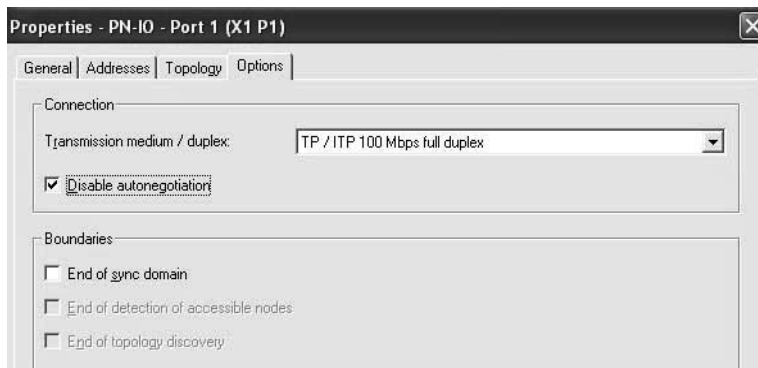 Properties - PN-IO - Port 1 (X1 P1)
General Addresses Topology Options
Connection
Transmission medium / duplex: TP / ITP 100 Mbps full duplex
Disable autonegotiation
Boundaries
End of sync domain
End of detection of accessible nodes
End of topology discovery